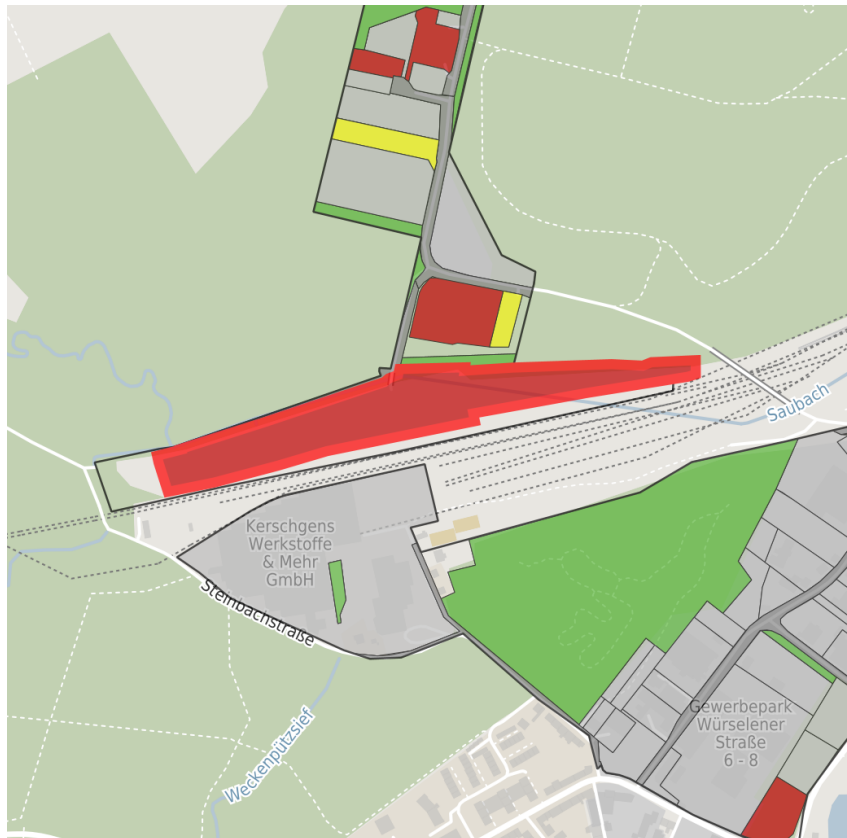 Saubach
Kerschgens
Werkstoffe
& Mehr
GmbH
Steinbachstraße
Weckenpützsief
Gewerbepark
Würselener
Straße
6 - 8